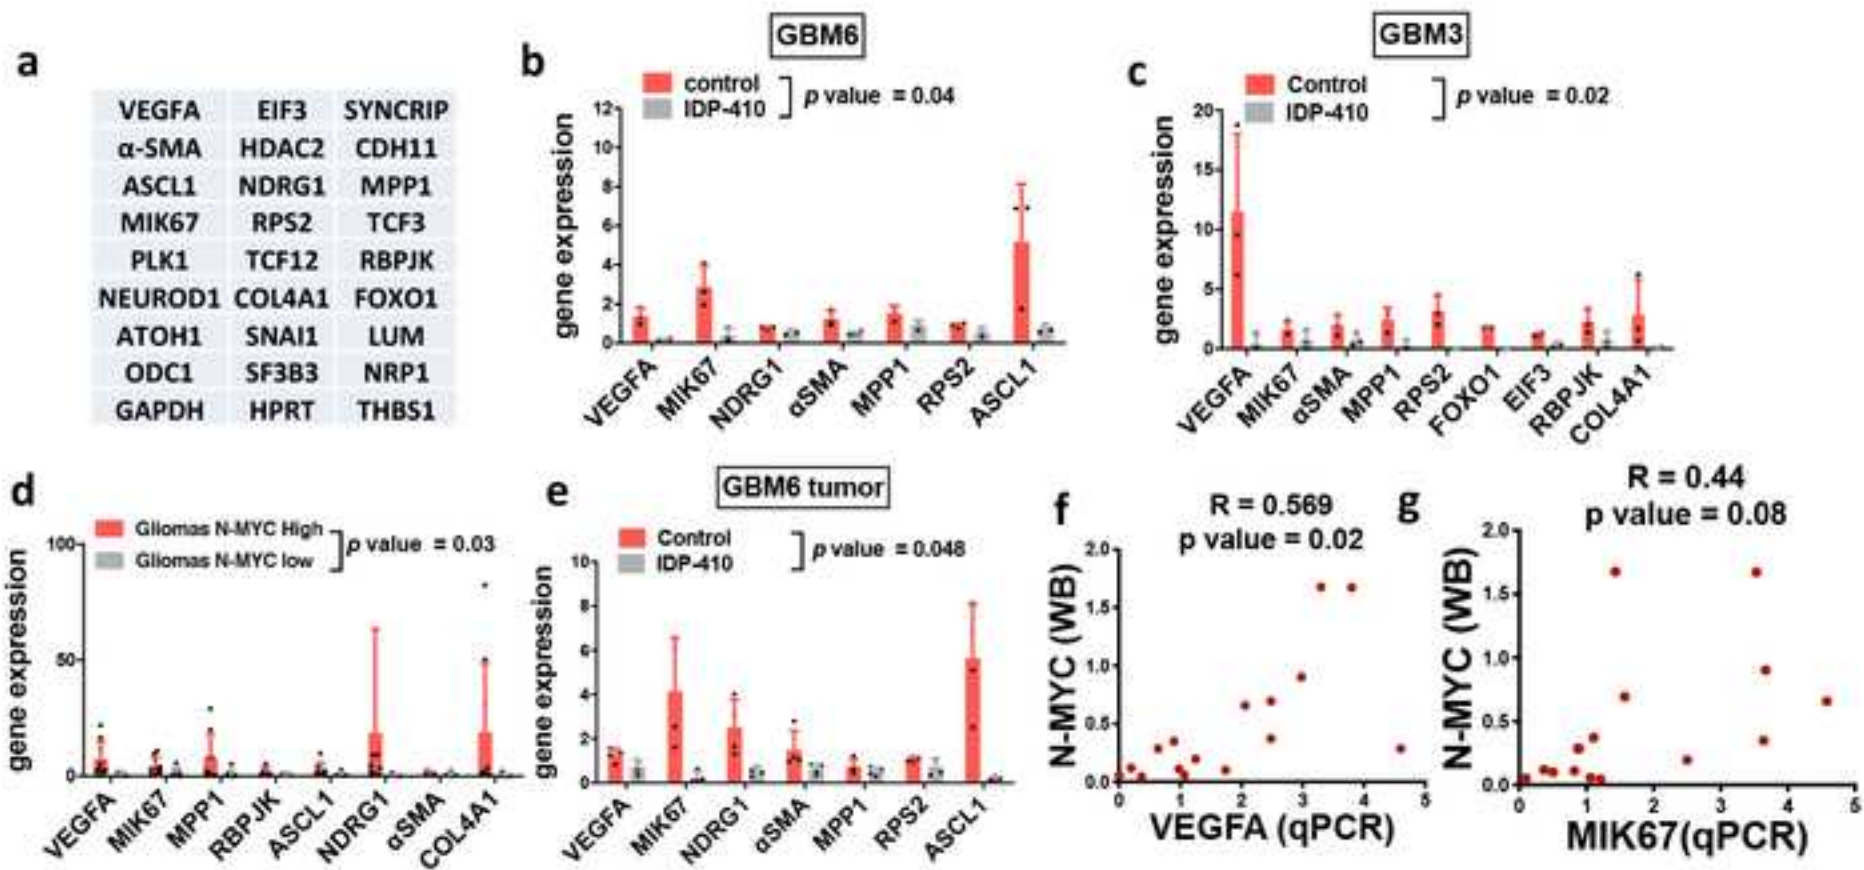 a
VEGFA EIF3 SYNCRIP
α-SMA HDAC2 CDH11
ASCL1 NDRG1 MPP1
MIK67 RPS2 TCF3
PLK1 TCF12 RBPJK
NEUROD1 COL4A1 FOXO1
ATOH1 SNAI1 LUM
ODC1 SF3B3 NRP1
GAPDH HPRT THBS1
b
GBM6
control
IDP-410
p value = 0.04
gene expression
12
10
8
6
4
2
0
VEGFA MIK67 NDRG1 αSMA MPP1 RPS2 ASCL1
c
GBM3
Control
IDP-410
p value = 0.02
gene expression
20
15
10
5
0
VEGFA MIK67 αSMA MPP1 RPS2 FOXO1 EIF3 RBPJK COL4A1
d
Gliomas N-MYC High
Gliomas N-MYC low
p value = 0.03
gene expression
100
50
0
VEGFA MIK67 MPP1 RBPJK ASCL1 NDRG1 αSMA COL4A1
e
GBM6 tumor
Control
IDP-410
p value = 0.048
gene expression
10
8
6
4
2
0
VEGFA MIK67 NDRG1 αSMA MPP1 RPS2 ASCL1
f
R = 0.569
p value = 0.02
N-MYC (WB)
2.0
1.5
1.0
0.5
0.0
0 1 2 3 4 5
VEGFA (qPCR)
g
R = 0.44
p value = 0.08
N-MYC (WB)
2.0
1.5
1.0
0.5
0.0
0 1 2 3 4 5
MIK67(qPCR)